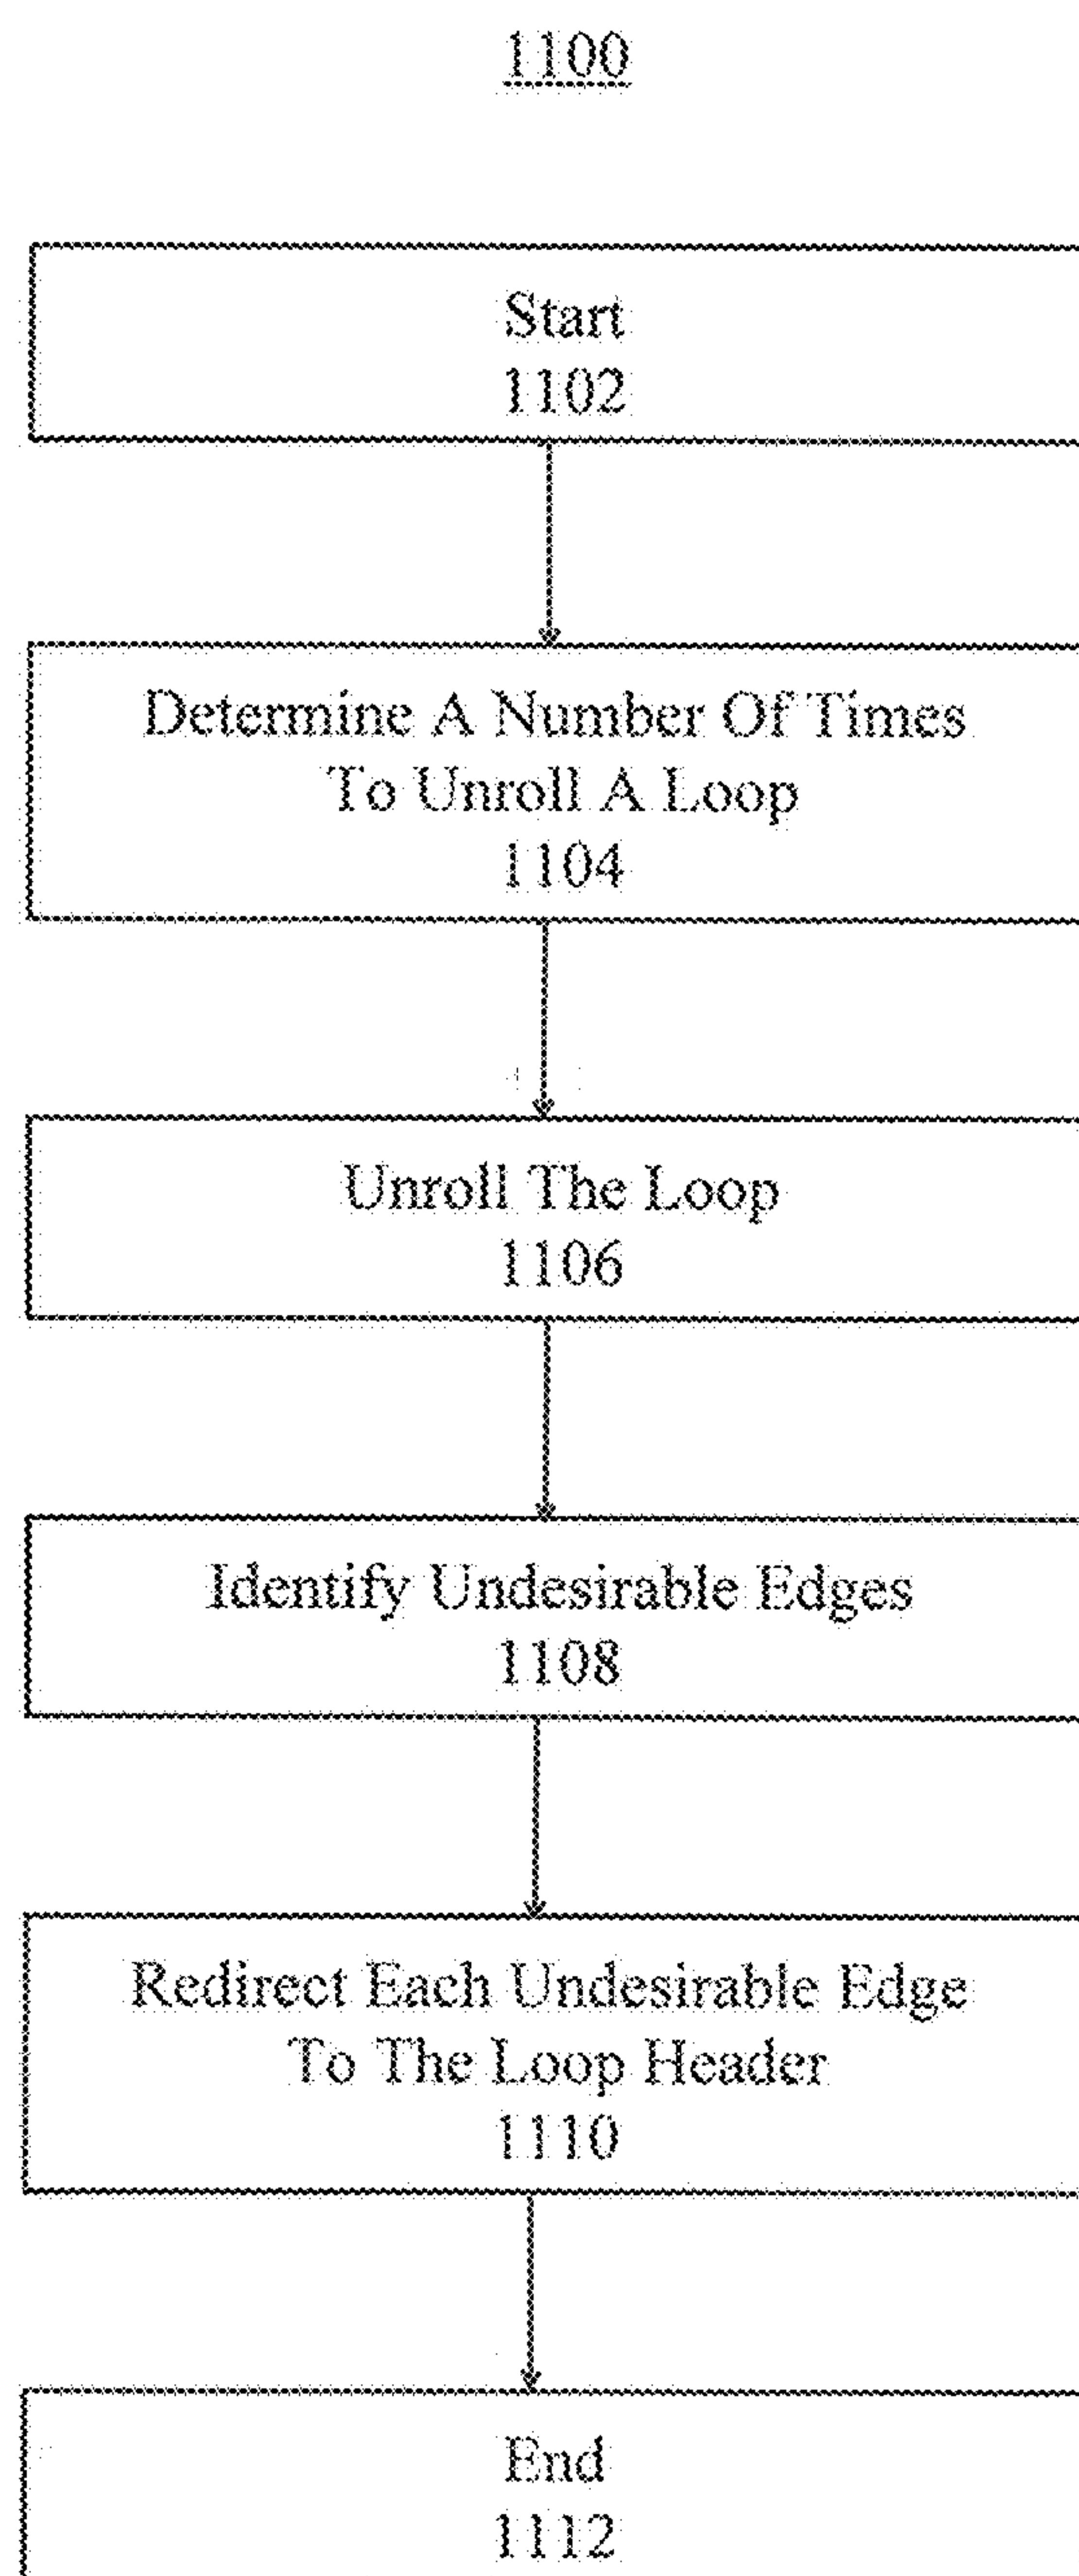 1100
Start
1102
Determine A Number Of Times
To Unroll A Loop
1104
Unroll The Loop
1106
Identify Undesirable Edges
1108
Redirect Each Undesirable Edge
To The Loop Header
1110
End
1112